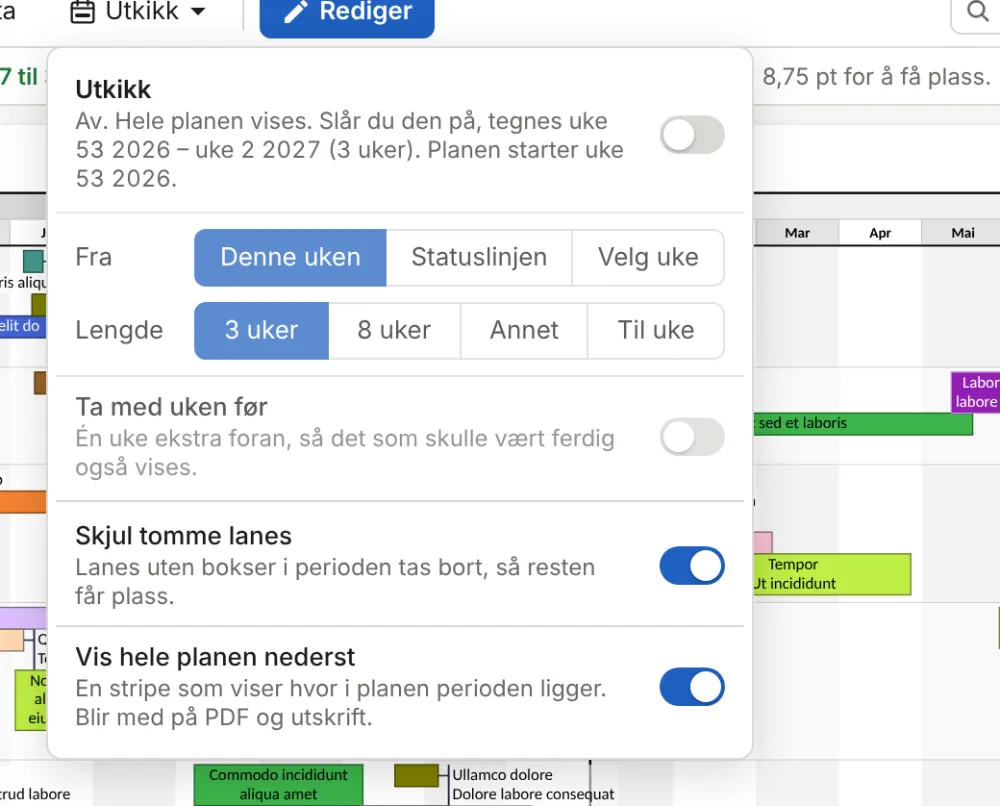 ta
Utkikk
Rediger
7 til
8,75 pt for å få plass.
Utkikk
Av. Hele planen vises. Slår du den på, tegnes uke
53 2026 – uke 2 2027 (3 uker). Planen starter uke
53 2026.
Fra
Denne uken
Statuslinjen
Velg uke
Lengde
3 uker
8 uker
Annet
Til uke
Ta med uken før
Én uke ekstra foran, så det som skulle vært ferdig
også vises.
Skjul tomme lanes
Lanes uten bokser i perioden tas bort, så resten
får plass.
Vis hele planen nederst
En stripe som viser hvor i planen perioden ligger.
Blir med på PDF og utskrift.
J
Mar
Apr
Mai
ris aliqu
elit do
Labor
labore
sed et laboris
Tempor
Ut incididunt
No
al
eiu
Commodo incididunt
aliqua amet
Ullamco dolore
Dolore labore consequat
trud labore